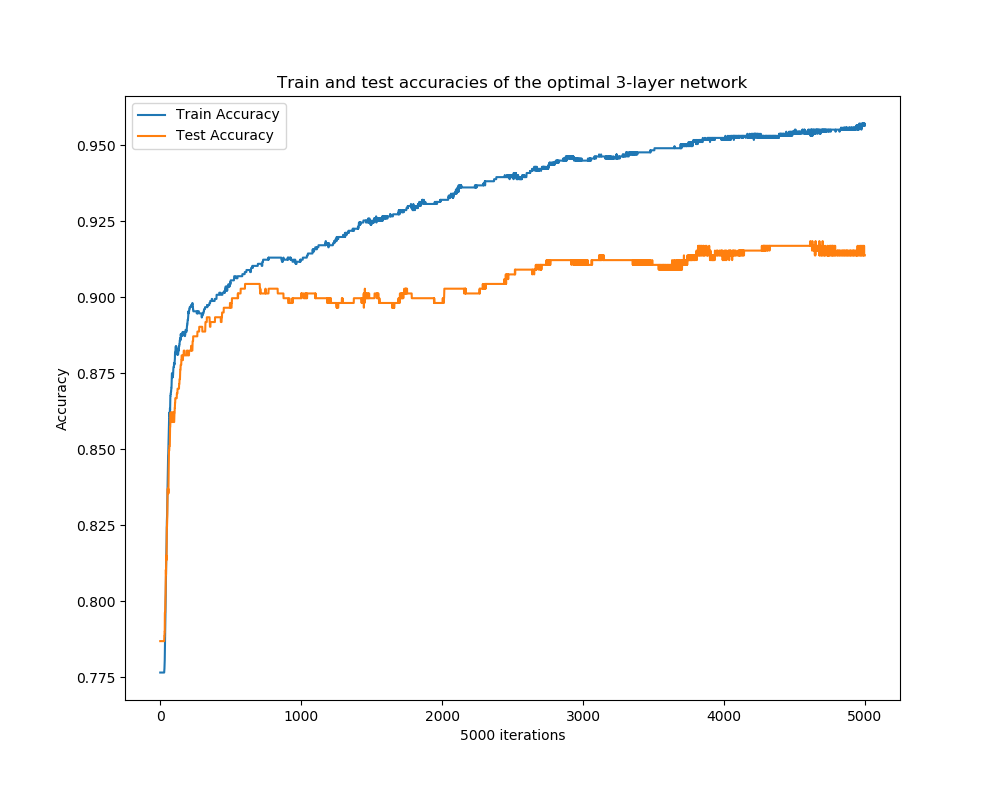 Train and test accuracies of the optimal 3-layer network
Train Accuracy
Test Accuracy
0.950
0.925
0.900
0.875
0.850
0.825
0.800
0.775
Accuracy
0
1000
2000
3000
4000
5000
5000 iterations